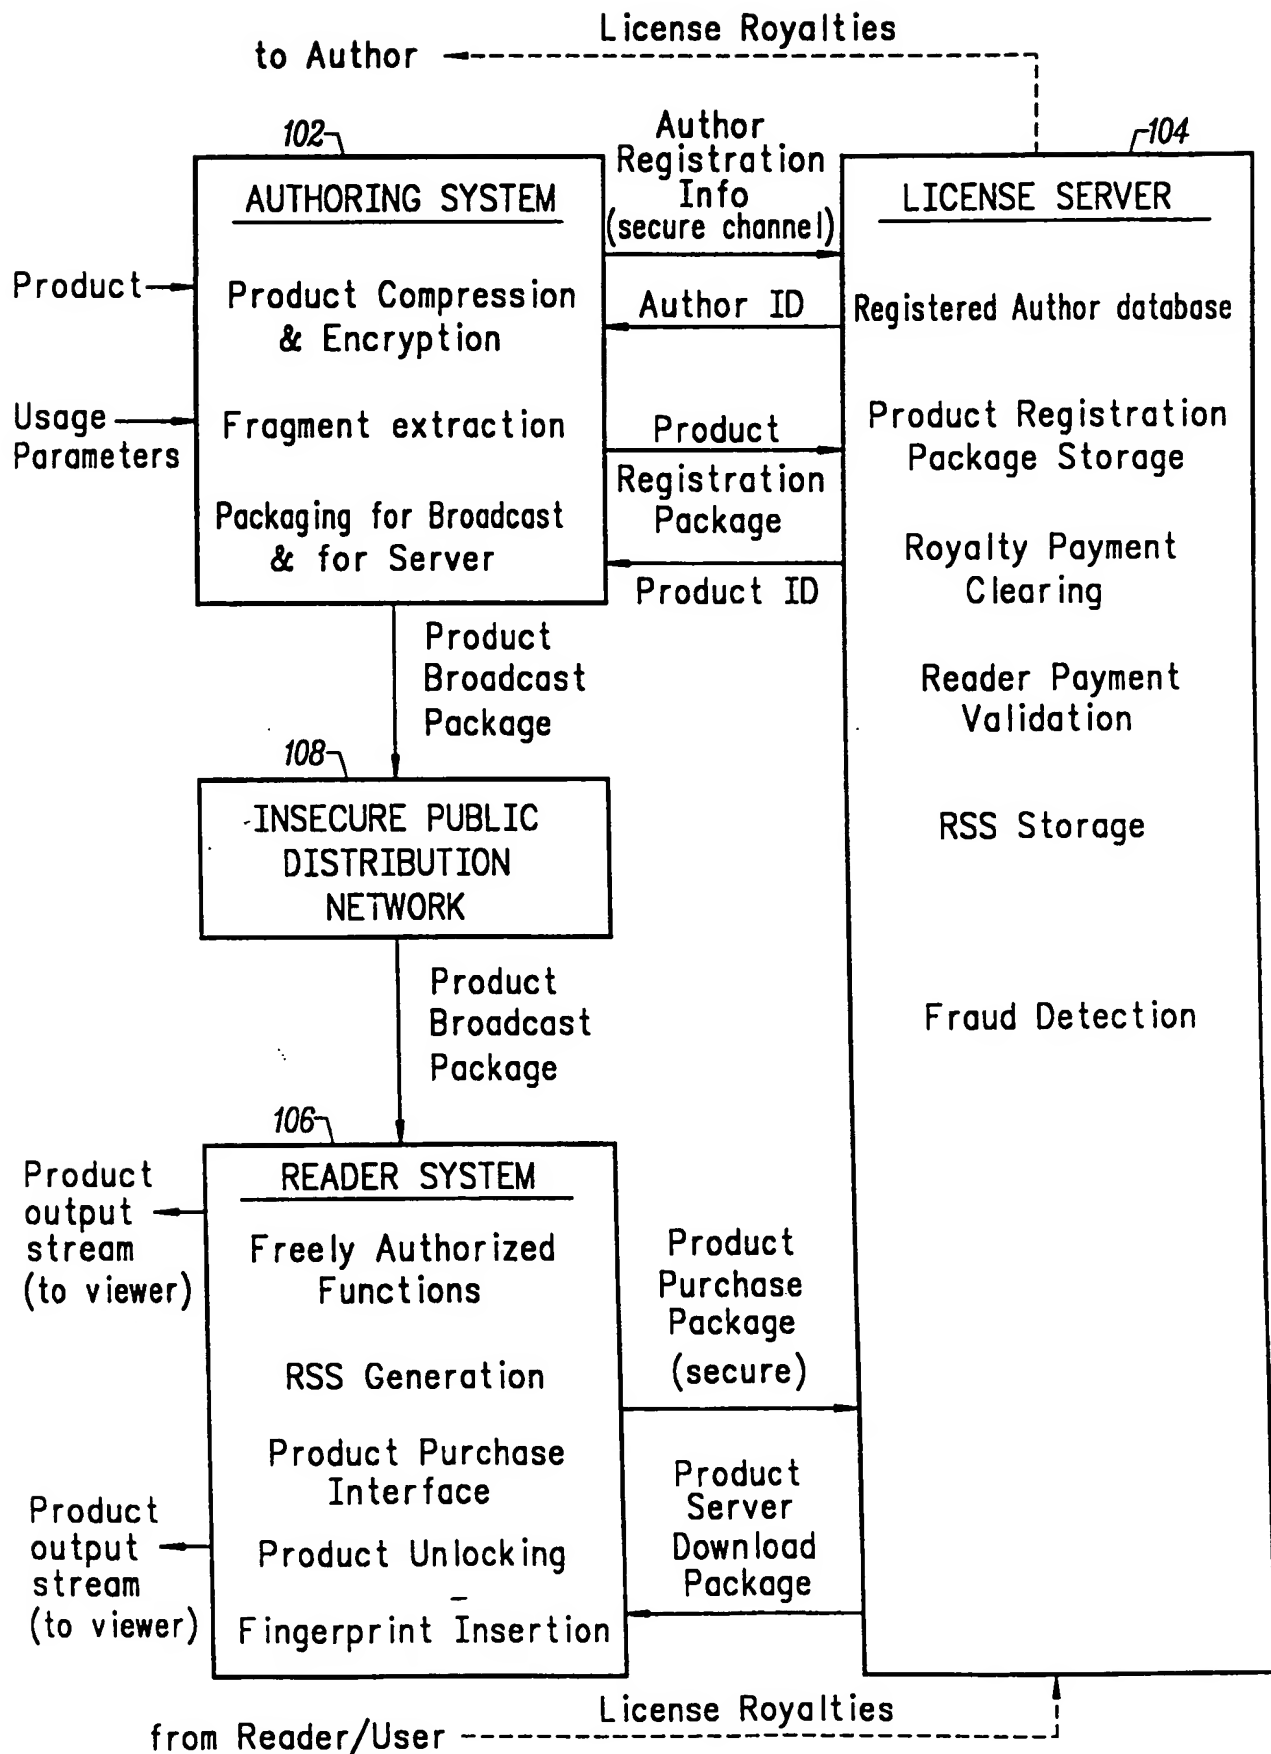 License Royalties
to Author
102
Author
Registration
Info
(secure channel)
104
AUTHORING SYSTEM
LICENSE SERVER
Product
Product Compression
& Encryption
Author ID
Registered Author database
Usage
Parameters
Fragment extraction
Product
Registration
Package
Product Registration
Package Storage
Packaging for Broadcast
& for Server
Product ID
Royalty Payment
Clearing
Product
Broadcast
Package
Reader Payment
Validation
108
INSECURE PUBLIC
DISTRIBUTION
NETWORK
RSS Storage
Product
Broadcast
Package
Fraud Detection
106
READER SYSTEM
Product
output
stream
(to viewer)
Freely Authorized
Functions
Product
Purchase
Package
(secure)
RSS Generation
Product Purchase
Interface
Product
Server
Download
Package
Product
output
stream
(to viewer)
Product Unlocking
Fingerprint Insertion
License Royalties
from Reader/User